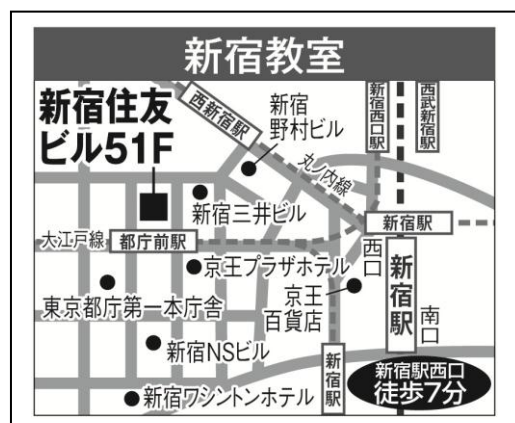 新宿教室
新宿住友
ビル51F
西新宿駅
新宿
野村ビル
新宿西口駅
西武新宿駅
丸ノ内線
新宿三井ビル
新宿駅
大江戸線
都庁前駅
西口
京王プラザホテル
新宿駅
東京都庁第一本庁舎
京王
百貨店
南口
新宿NSビル
新宿駅
新宿駅西口
徒歩7分
新宿ワシントンホテル